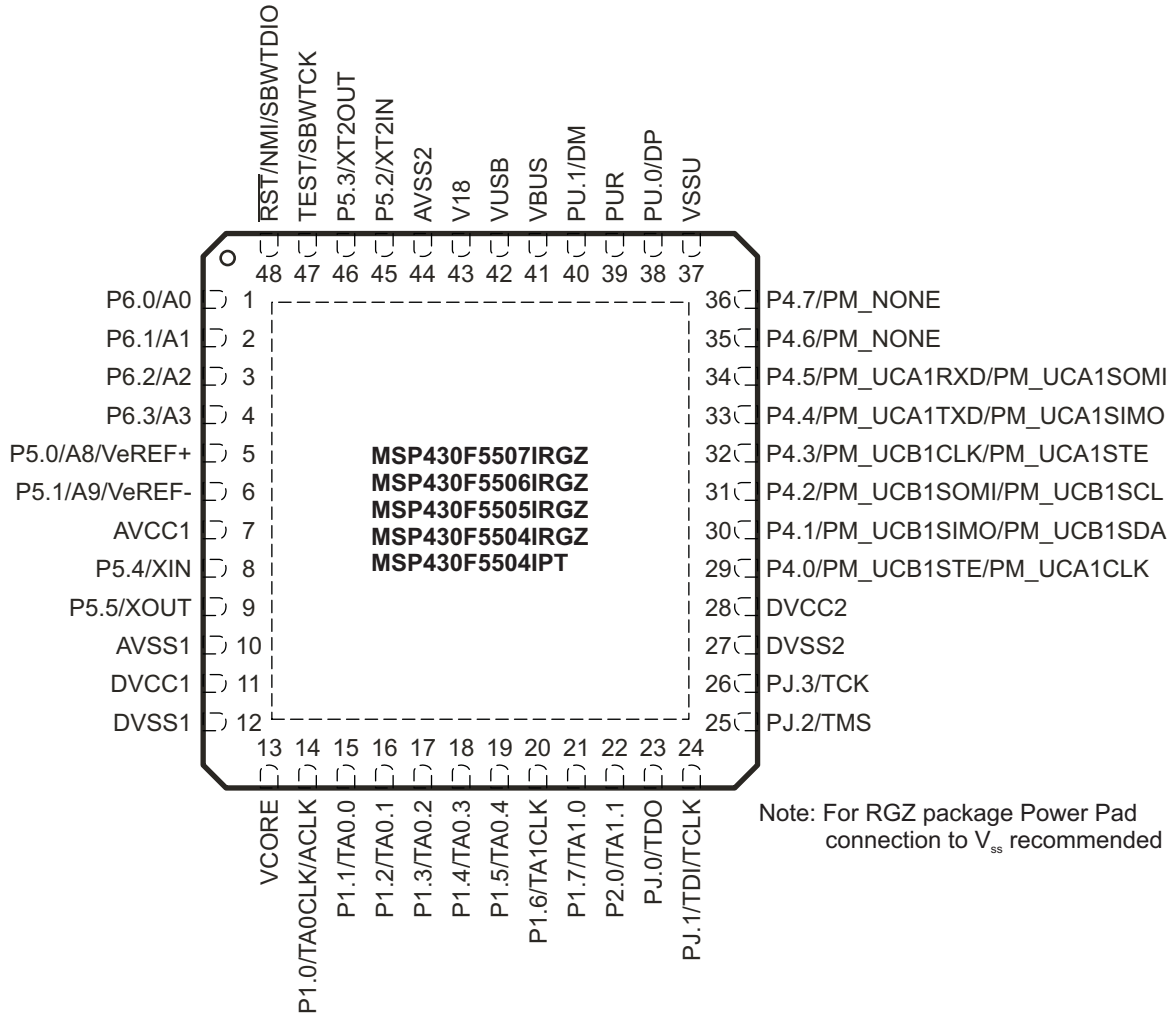 RST/NMI/SBWTDIO
TEST/SBWTCK
P5.3/XT2OUT
P5.2/XT2IN
AVSS2
V18
VUSB
VBUS
PU.1/DM
PUR
PU.0/DP
VSSU
48 47 46 45 44 43 42 41 40 39 38 37
P6.0/A0 1
P6.1/A1 2
P6.2/A2 3
P6.3/A3 4
P5.0/A8/VeREF+ 5
P5.1/A9/VeREF- 6
AVCC1 7
P5.4/XIN 8
P5.5/XOUT 9
AVSS1 10
DVCC1 11
DVSS1 12
MSP430F5507IRGZ
MSP430F5506IRGZ
MSP430F5505IRGZ
MSP430F5504IRGZ
MSP430F5504IPT
36 P4.7/PM_NONE
35 P4.6/PM_NONE
34 P4.5/PM_UCA1RXD/PM_UCA1SOMI
33 P4.4/PM_UCA1TXD/PM_UCA1SIMO
32 P4.3/PM_UCB1CLK/PM_UCA1STE
31 P4.2/PM_UCB1SOMI/PM_UCB1SCL
30 P4.1/PM_UCB1SIMO/PM_UCB1SDA
29 P4.0/PM_UCB1STE/PM_UCA1CLK
28 DVCC2
27 DVSS2
26 PJ.3/TCK
25 PJ.2/TMS
13 14 15 16 17 18 19 20 21 22 23 24
VCORE
P1.0/TA0CLK/ACLK
P1.1/TA0.0
P1.2/TA0.1
P1.3/TA0.2
P1.4/TA0.3
P1.5/TA0.4
P1.6/TA1CLK
P1.7/TA1.0
P2.0/TA1.1
PJ.0/TDO
PJ.1/TDI/TCLK
Note: For RGZ package Power Pad
connection to Vss recommended